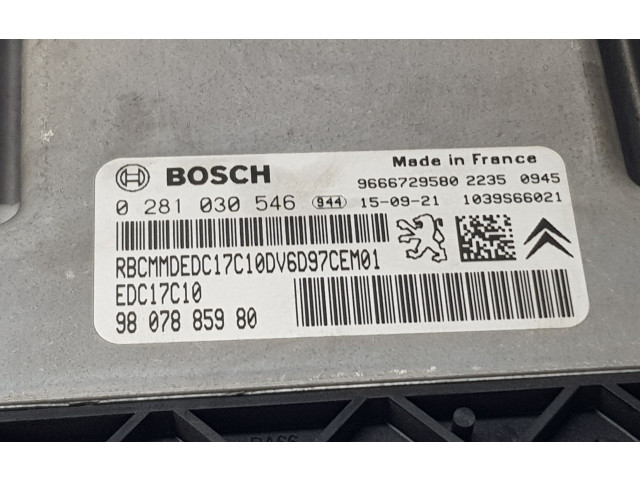 BOSCH
Made in France
9666729580 2235 0945
0 281 030 546 944 15-09-21 1039S66021
RBCMMDEDC17C10DV6D97CEM01
EDC17C10
98 078 859 80